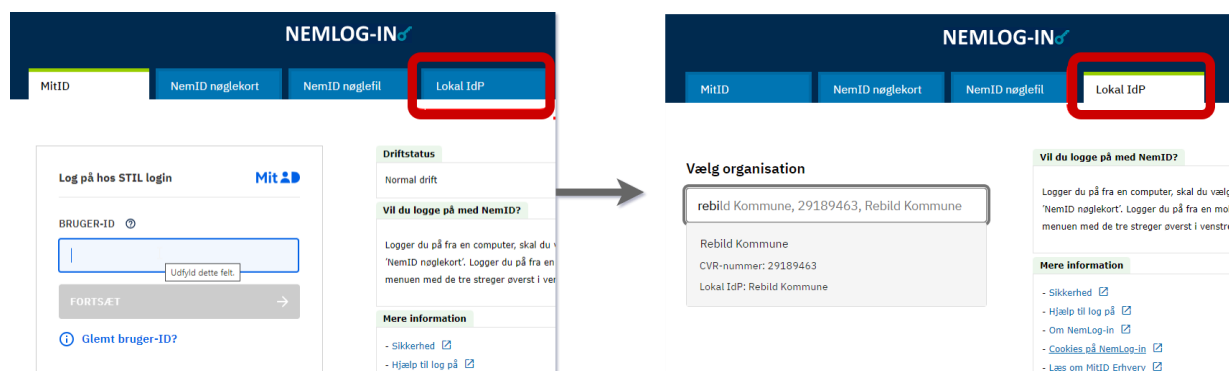 NEMLOG-IN
MitID
NemID nøglekort
NemID nøglefil
Lokal IdP
Log på hos STIL login
Mit
BRUGER-ID
Udfyld dette felt.
FORTSÆT
Glemt bruger-ID?
Driftstatus
Normal drift
Vil du logge på med NemID?
Logger du på fra en computer, skal du
'NemID nøglekort'. Logger du på fra en
menuen med de tre streger øverst i
Mere information
- Sikkerhed
- Hjælp til log på
NEMLOG-IN
MitID
NemID nøglekort
NemID nøglefil
Lokal IdP
Vælg organisation
rebild Kommune, 29189463, Rebild Kommune
Rebild Kommune
CVR-nummer: 29189463
Lokal IdP: Rebild Kommune
Vil du logge på med NemID?
Logger du på fra en computer, skal du
'NemID nøglekort'. Logger du på fra en
menuen med de tre streger øverst i
Mere information
- Sikkerhed
- Hjælp til log på
- Om NemLog-in
- Cookies på NemLog-in
- Læs om MitID Erhverv